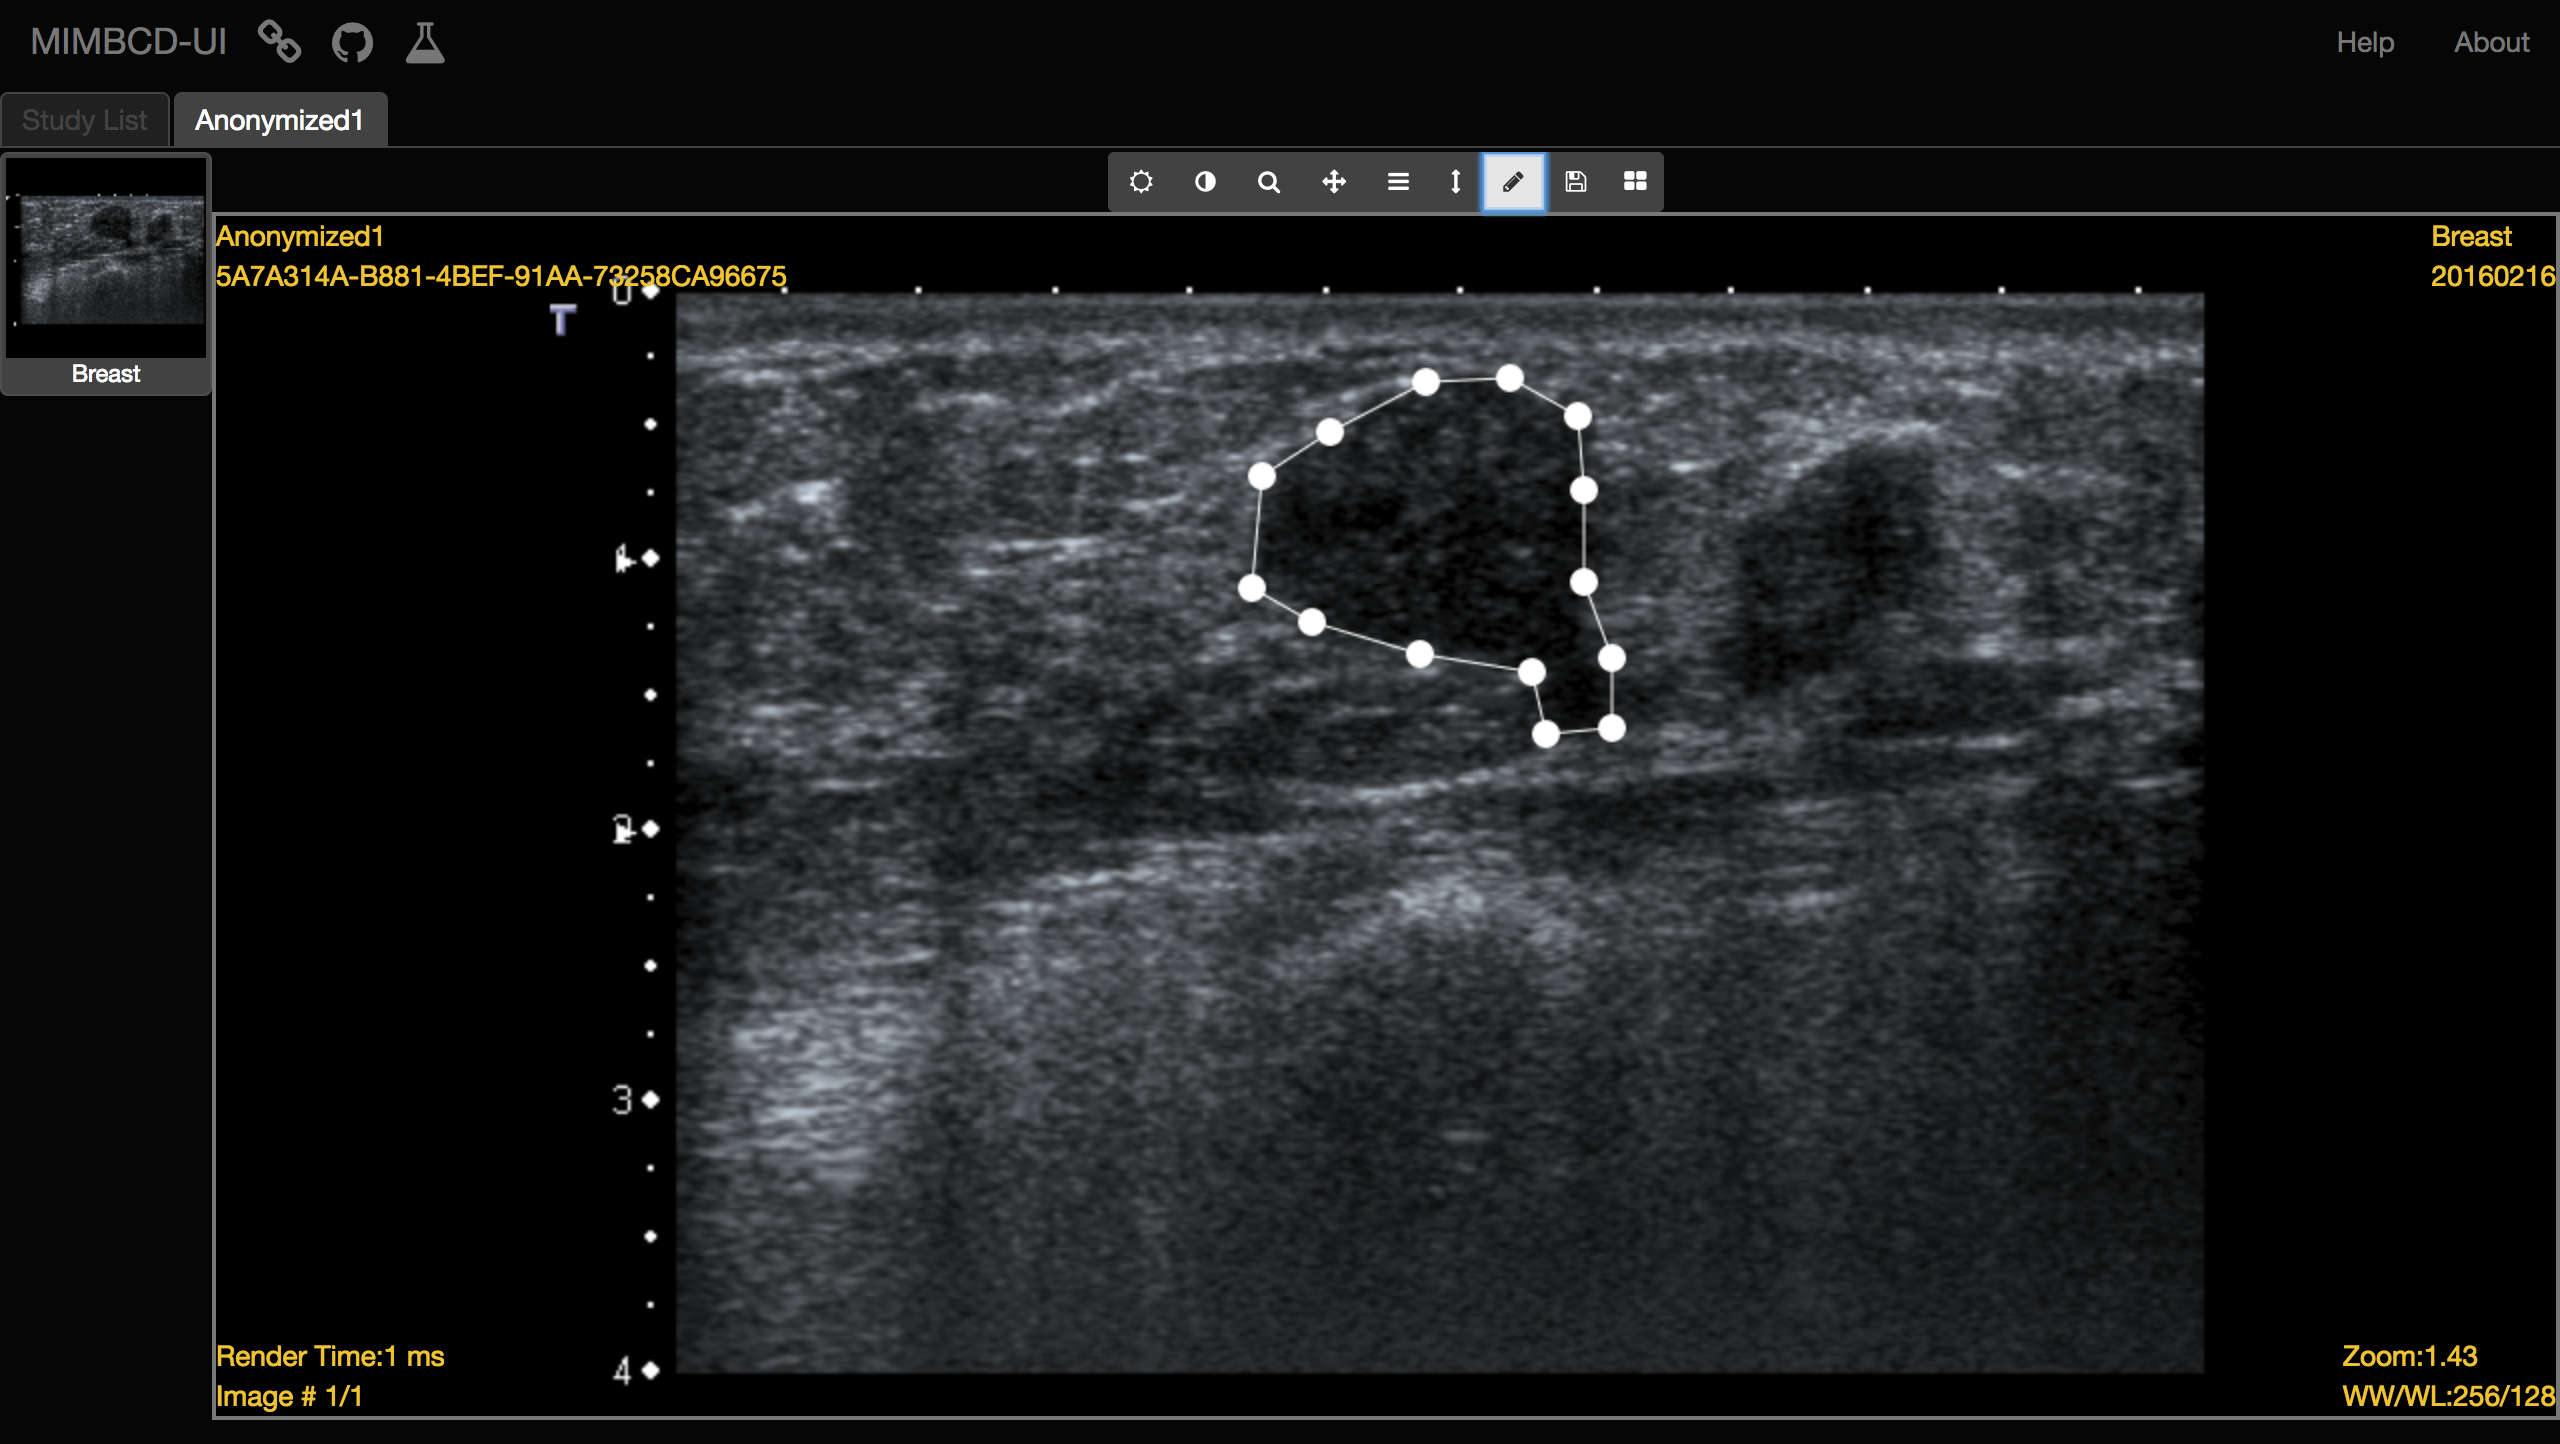 MIMBCD-UI
Help
About
Study List
Anonymized1
Breast
Anonymized1
5A7A314A-B881-4BEF-91AA-73258CA96675
Breast
20160216
T
0
1
2
3
4
Render Time:1 ms
Image # 1/1
Zoom:1.43
WW/WL:256/128